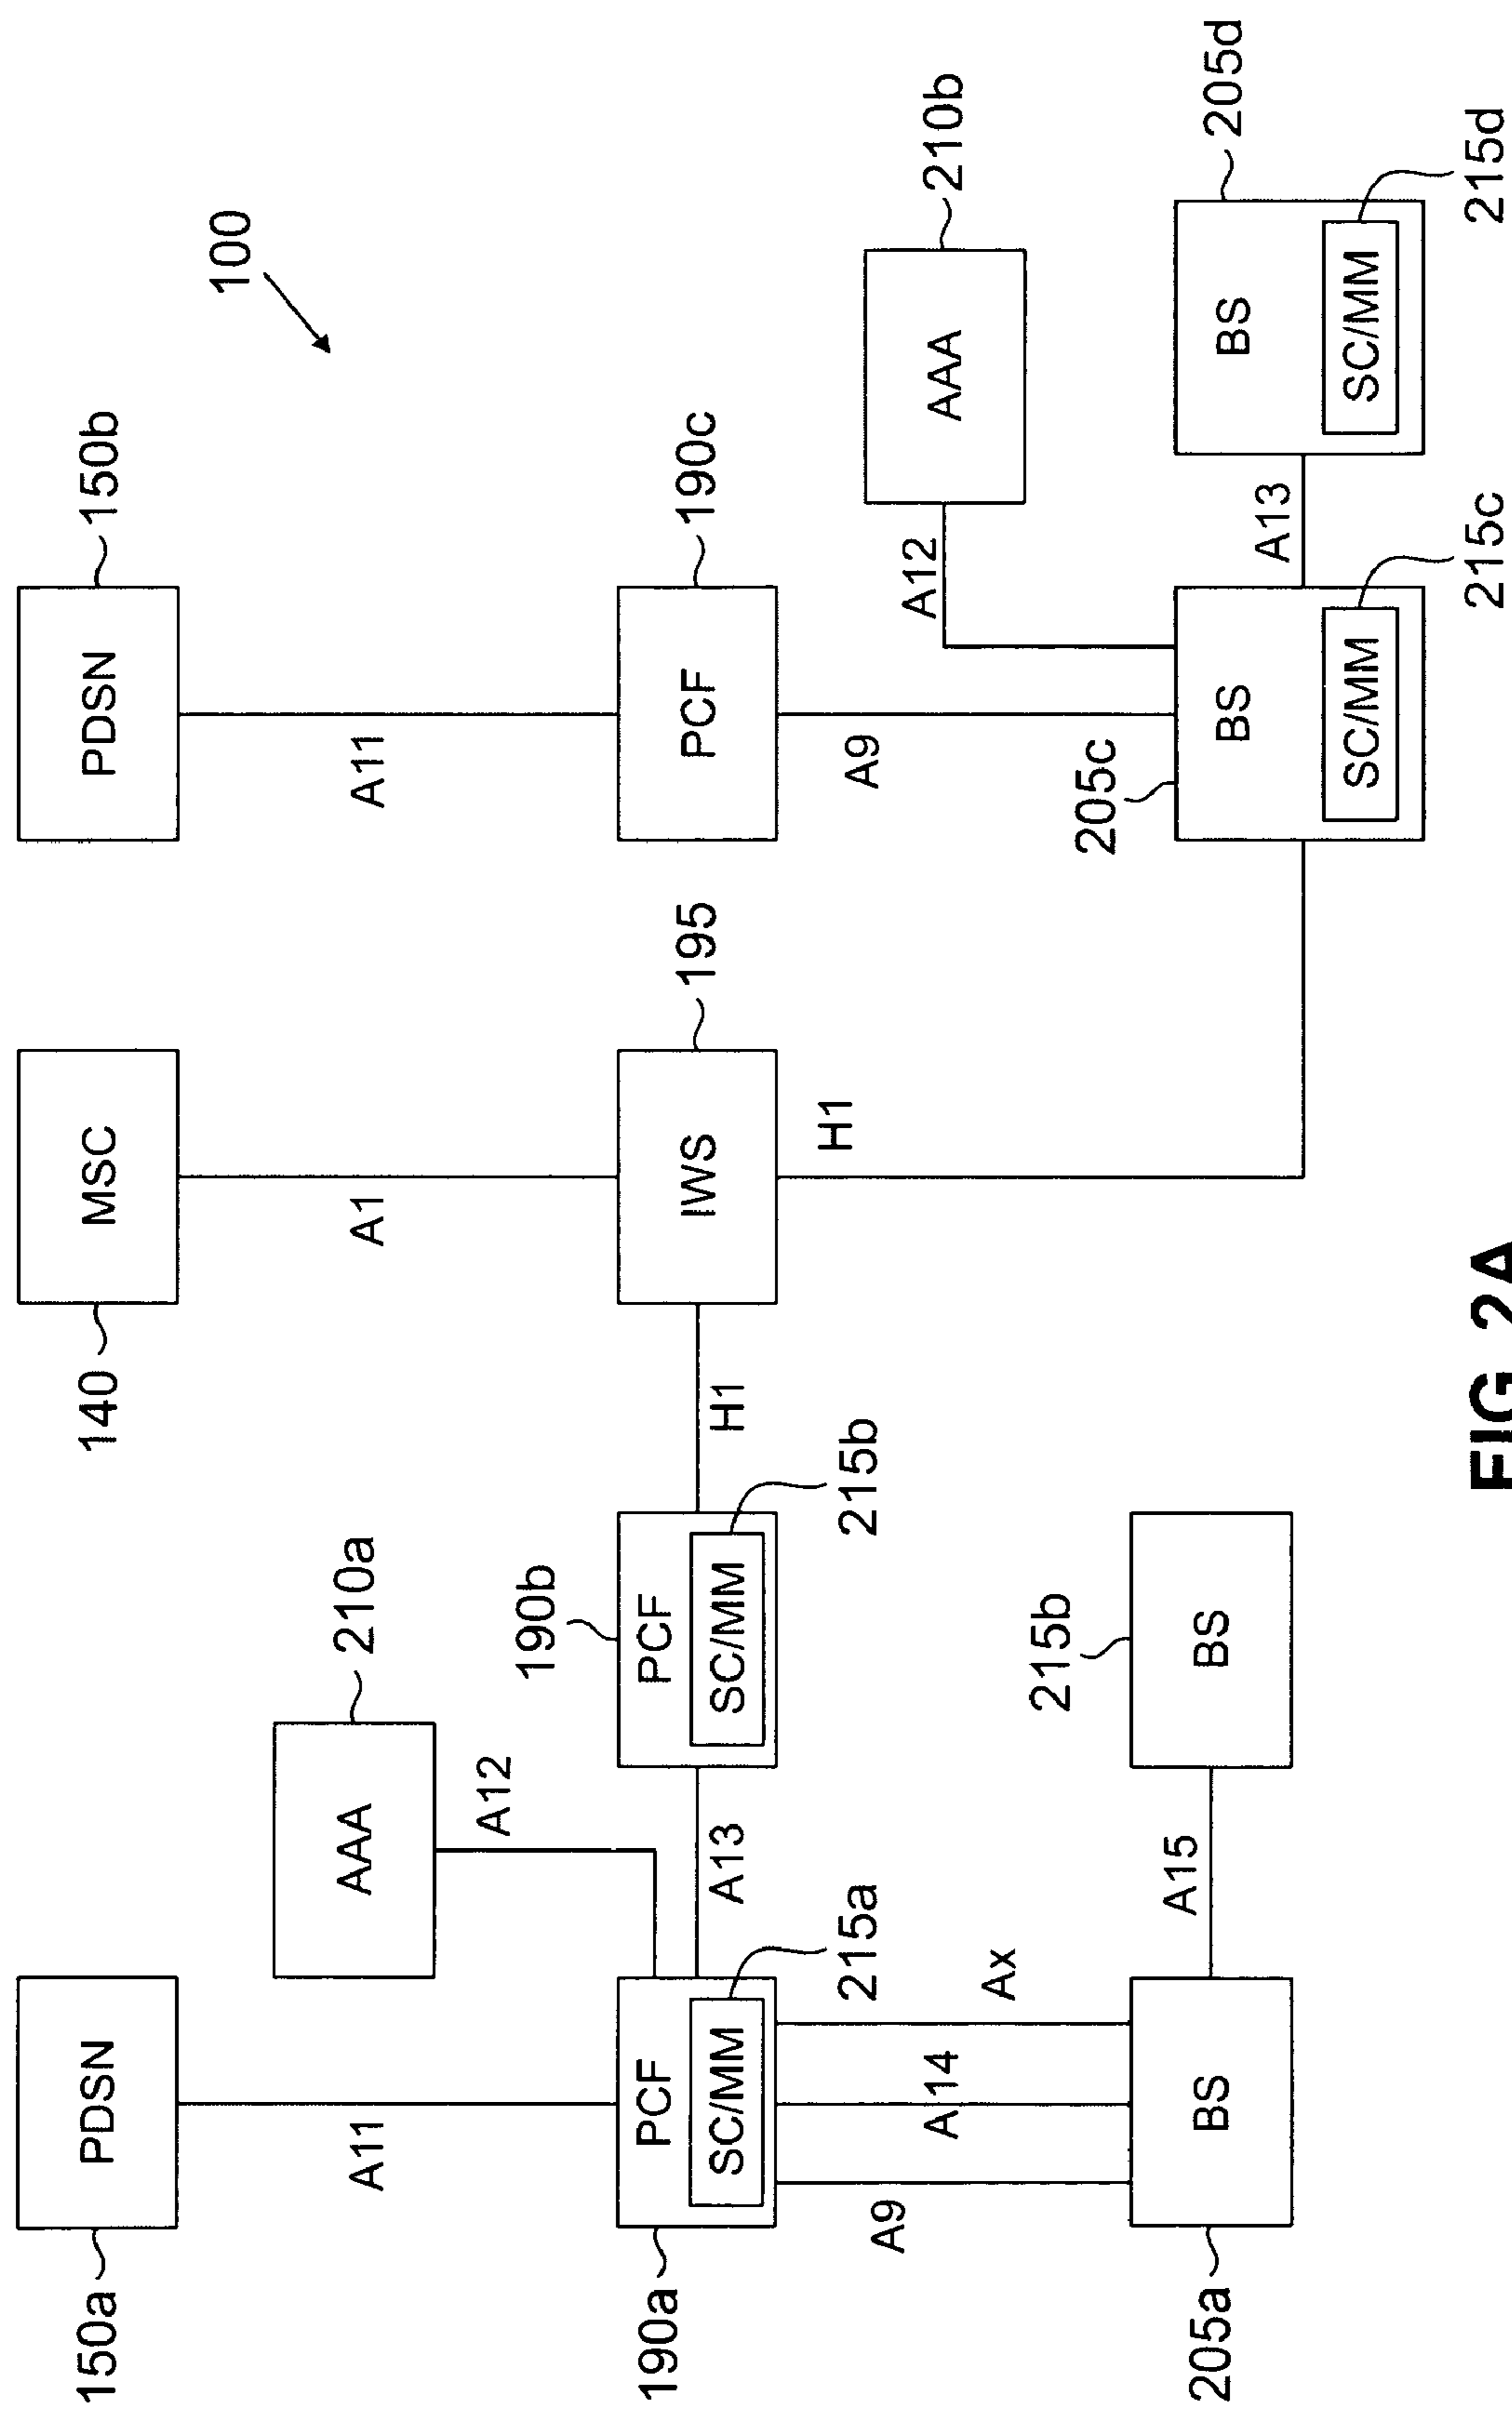 100
150a
PDSN
140
MSC
PDSN
150b
A11
A1
A11
AAA
210a
A12
190a
PCF
SC/MM
215a
A13
190b
PCF
SC/MM
215b
H1
IWS
195
PCF
190c
A9
A14
Ax
H1
A9
A12
AAA
210b
205a
BS
A15
215b
BS
205c
BS
SC/MM
215c
A13
BS
205d
SC/MM
215d
FIG. 2A